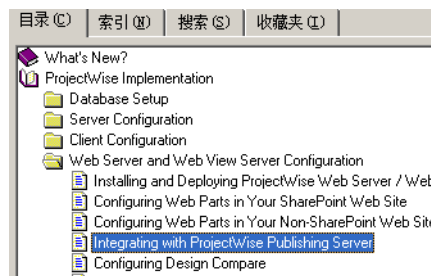 目录(C) 索引(N) 搜索(S) 收藏夹(I)
What's New?
ProjectWise Implementation
Database Setup
Server Configuration
Client Configuration
Web Server and Web View Server Configuration
Installing and Deploying ProjectWise Web Server / Web
Configuring Web Parts in Your SharePoint Web Site
Configuring Web Parts in Your Non-SharePoint Web Site
Integrating with ProjectWise Publishing Server
Configuring Design Compare